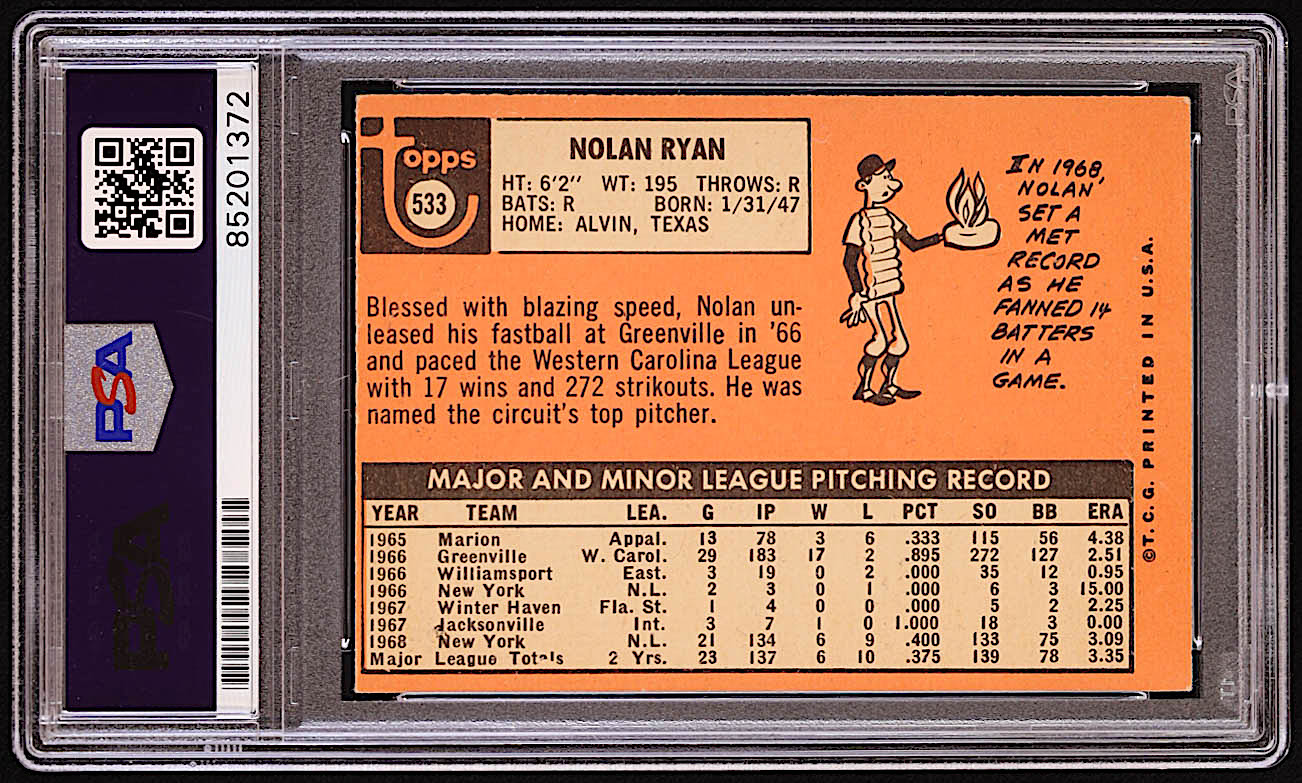 85201372
PSA
PSA
Topps
533
NOLAN RYAN
HT: 6'2" WT: 195 THROWS: R
BATS: R BORN: 1/31/47
HOME: ALVIN, TEXAS
Blessed with blazing speed, Nolan un-
leased his fastball at Greenville in '66
and paced the Western Carolina League
with 17 wins and 272 strikouts. He was
named the circuit's top pitcher.
IN 1968,
NOLAN
SET A
MET
RECORD
AS HE
FANNED 14
BATTERS
IN A
GAME.
MAJOR AND MINOR LEAGUE PITCHING RECORD
YEAR TEAM LEA. G IP W L PCT SO BB ERA
1965 Marion Appal. 13 78 3 6 .333 115 56 4.38
1966 Greenville W. Carol. 29 183 17 2 .895 272 127 2.51
1966 Williamsport East. 3 19 0 2 .000 35 12 0.95
1966 New York N.L. 2 3 0 1 .000 6 3 15.00
1967 Winter Haven Fla. St. 1 4 0 0 .000 5 2 2.25
1967 Jacksonville Int. 3 7 1 0 1.000 18 3 0.00
1968 New York N.L. 21 134 6 9 .400 133 75 3.09
Major League Totals 2 Yrs. 23 137 6 10 .375 139 78 3.35
©T. C. G. PRINTED IN U.S.A.
PSA